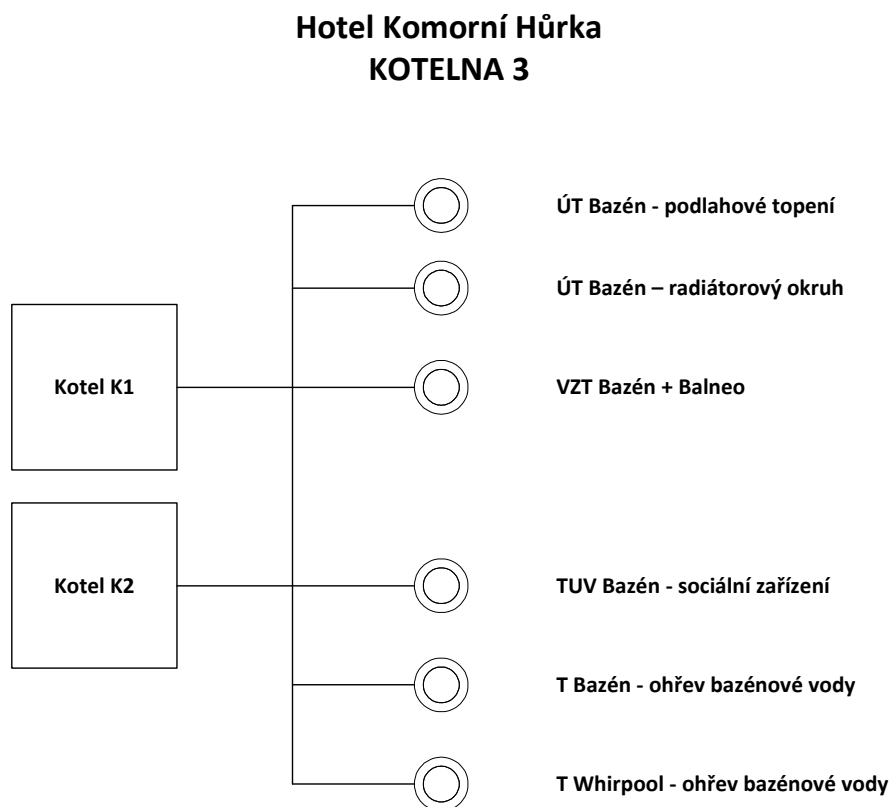 Hotel Komorní Hůrka
KOTELNA 3
ÚT Bazén - podlahové topení
ÚT Bazén – radiátorový okruh
Kotel K1
VZT Bazén + Balneo
Kotel K2
TUV Bazén - sociální zařízení
T Bazén - ohřev bazénové vody
T Whirpool - ohřev bazénové vody